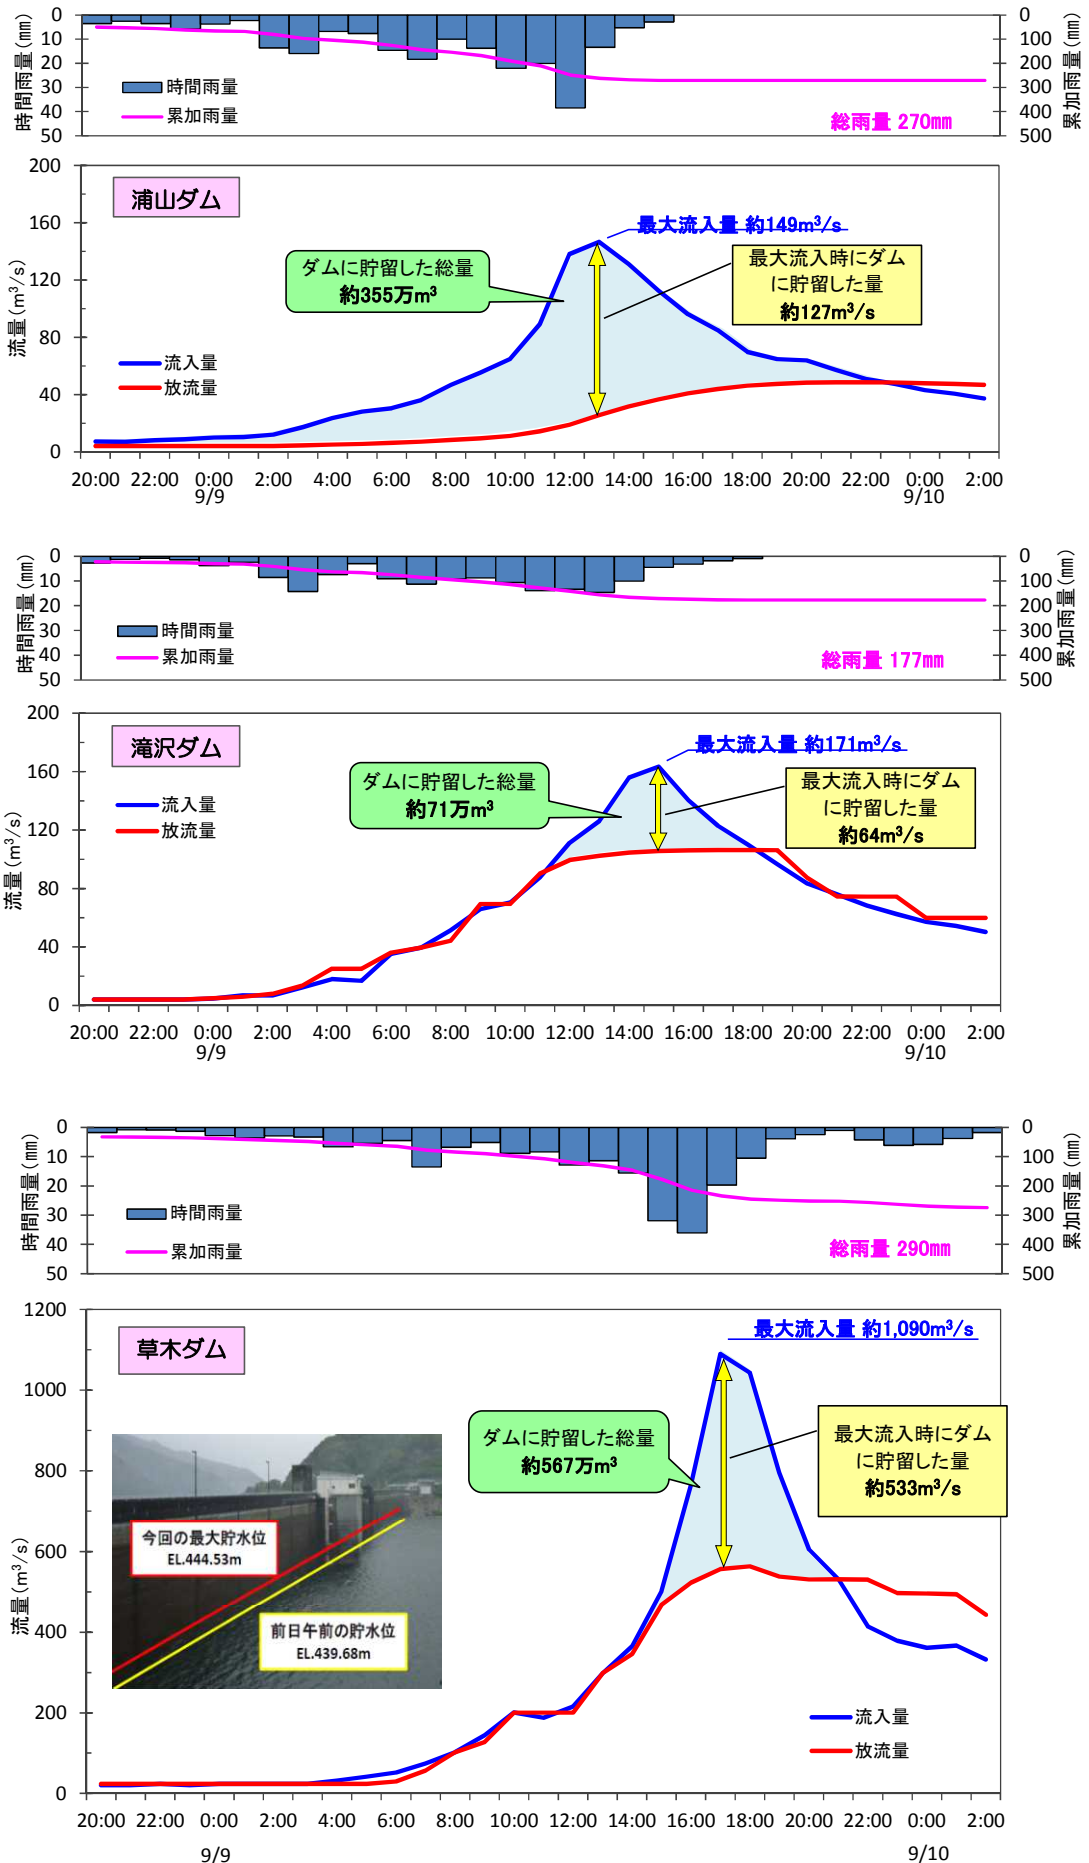 時間雨量(mm)
0
10
20
30
40
50
時間雨量
累加雨量
総雨量 270mm
0
100
200
300
400
500
累加雨量(mm)
浦山ダム
流量(m³/s)
200
160
120
80
40
0
最大流入量 約149m³/s
ダムに貯留した総量
約355万m³
最大流入時にダム
に貯留した量
約127m³/s
流入量
放流量
20:00 22:00 0:00 2:00 4:00 6:00 8:00 10:00 12:00 14:00 16:00 18:00 20:00 22:00 0:00 2:00
9/9 9/10
時間雨量(mm)
0
10
20
30
40
50
時間雨量
累加雨量
総雨量 177mm
0
100
200
300
400
500
累加雨量(mm)
滝沢ダム
流量(m³/s)
200
160
120
80
40
0
最大流入量 約171m³/s
ダムに貯留した総量
約71万m³
最大流入時にダム
に貯留した量
約64m³/s
流入量
放流量
20:00 22:00 0:00 2:00 4:00 6:00 8:00 10:00 12:00 14:00 16:00 18:00 20:00 22:00 0:00 2:00
9/9 9/10
時間雨量(mm)
0
10
20
30
40
50
時間雨量
累加雨量
総雨量 290mm
0
100
200
300
400
500
累加雨量(mm)
草木ダム
流量(m³/s)
1200
1000
800
600
400
200
0
最大流入量 約1,090m³/s
ダムに貯留した総量
約567万m³
最大流入時にダム
に貯留した量
約533m³/s
今回の最大貯水位
EL.444.53m
前日午前の貯水位
EL.439.68m
流入量
放流量
20:00 22:00 0:00 2:00 4:00 6:00 8:00 10:00 12:00 14:00 16:00 18:00 20:00 22:00 0:00 2:00
9/9 9/10